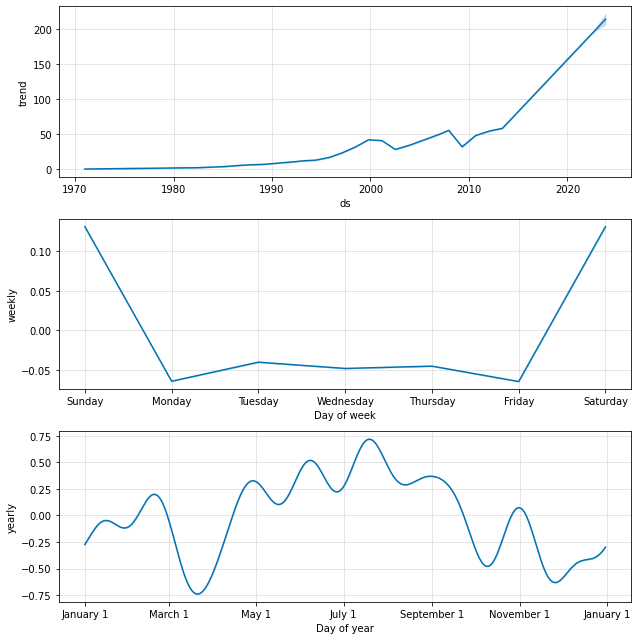 200
150
100
50
0
trend
1970 1980 1990 2000 2010 2020
ds
0.10
0.05
0.00
−0.05
weekly
Sunday Monday Tuesday Wednesday Thursday Friday Saturday
Day of week
0.75
0.50
0.25
0.00
−0.25
−0.50
−0.75
yearly
January 1 March 1 May 1 July 1 September 1 November 1 January 1
Day of year